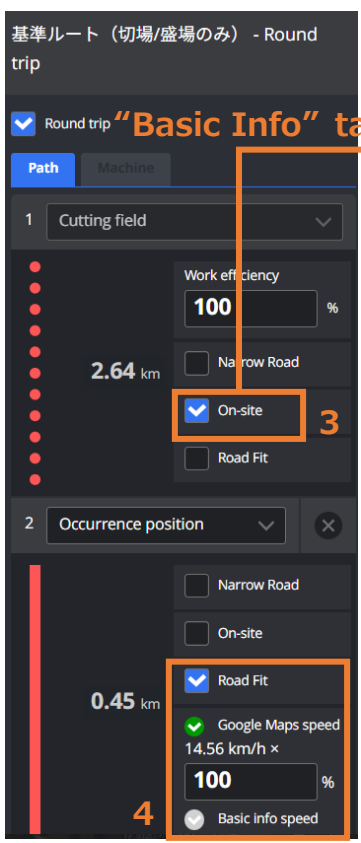 基準ルート（切場/盛場のみ） - Round
trip
Round trip
“Basic Info” ta
Path
Machine
1
Cutting field
Work efficiency
100
%
2.64 km
Narrow Road
On-site
3
Road Fit
2
Occurrence position
Narrow Road
On-site
Road Fit
0.45 km
Google Maps speed
14.56 km/h ×
100
%
4
Basic info speed